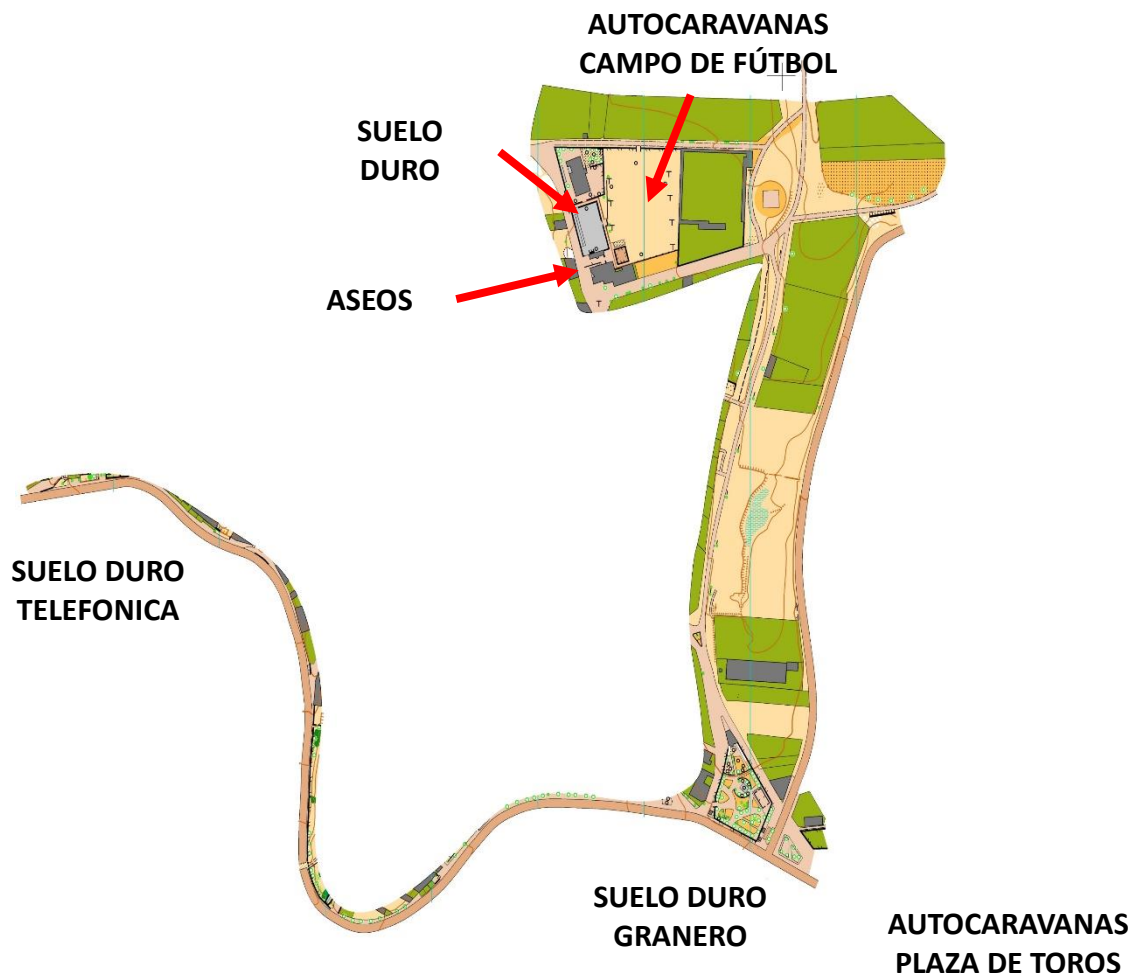 AUTOCARAVANAS
CAMPO DE FÚTBOL
SUELO
DURO
ASEOS
SUELO DURO
TELEFONICA
SUELO DURO
GRANERO
AUTOCARAVANAS
PLAZA DE TOROS